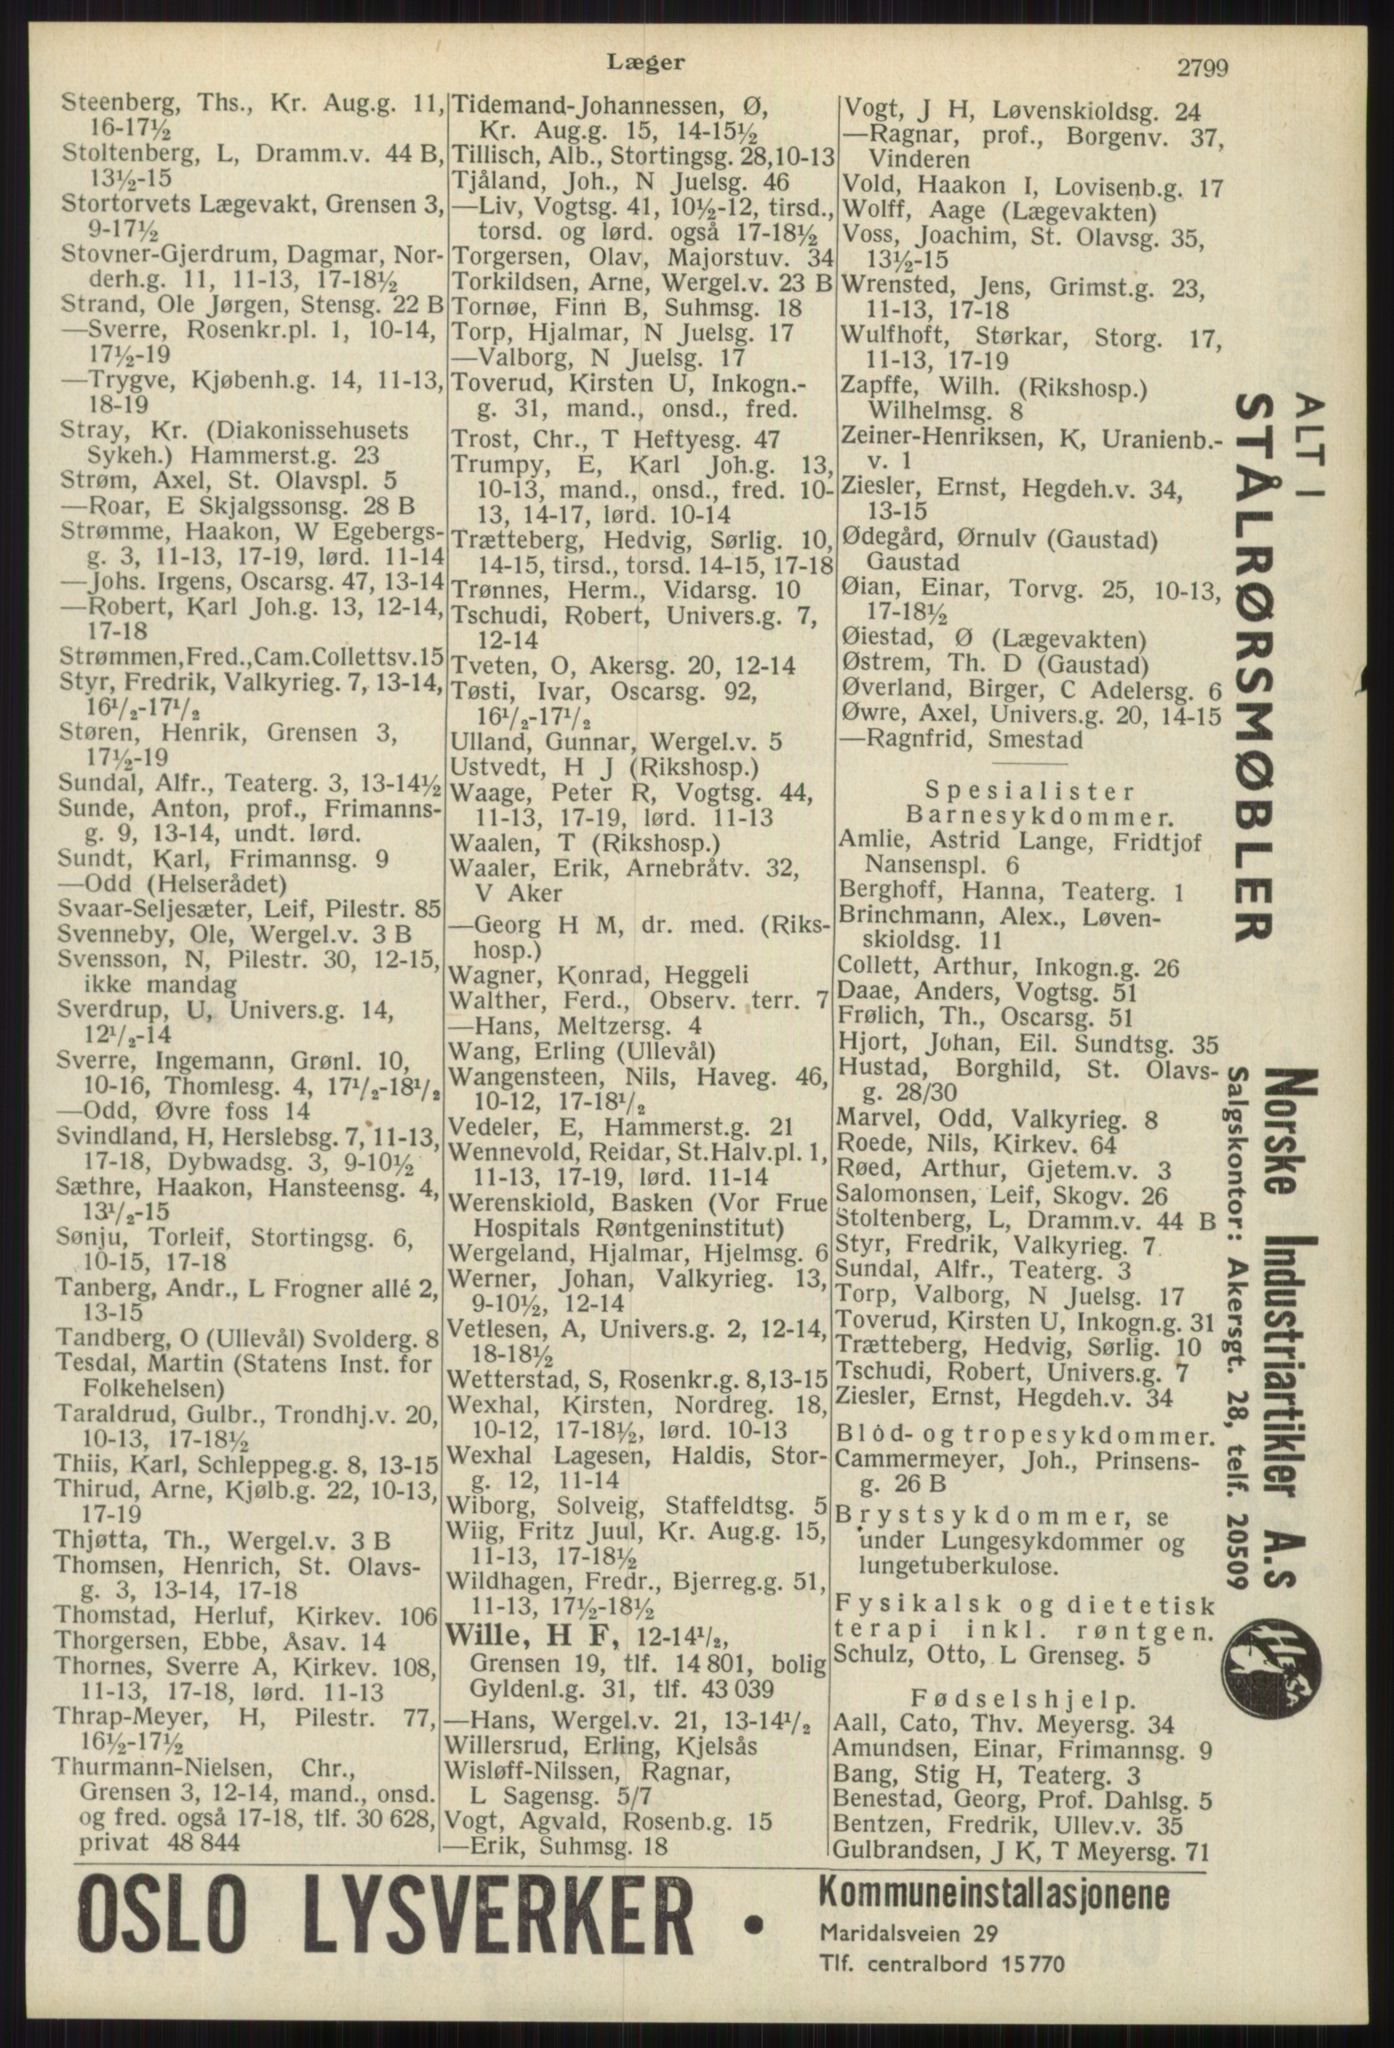 Læger
2799
Steenberg, Ths., Kr. Aug.g. 11,
16-17½
Stoltenberg, L, Dramm.v. 44 B,
13½-15
Stortorvets Lægevakt, Grensen 3,
9-17½
Stovner-Gjerdrum, Dagmar, Nor-
derh.g. 11, 11-13, 17-18½
Strand, Ole Jørgen, Stensg. 22 B
—Sverre, Rosenkr.pl. 1, 10-14,
17½-19
—Trygve, Kjøbenh.g. 14, 11-13,
18-19
Stray, Kr. (Diakonissehusets
Sykeh.) Hammerst.g. 23
Strøm, Axel, St. Olavspl. 5
—Roar, E Skjalgssonsg. 28 B
Strømme, Haakon, W Egebergs-
g. 3, 11-13, 17-19, lørd. 11-14
—Johs. Irgens, Oscarsg. 47, 13-14
—Robert, Karl Joh.g. 13, 12-14,
17-18
Strømmen,Fred.,Cam.Collettsv.15
Styr, Fredrik, Valkyrieg. 7, 13-14,
16½-17½
Støren, Henrik, Grensen 3,
17½-19
Sundal, Alfr., Teaterg. 3, 13-14½
Sunde, Anton, prof., Frimanns-
g. 9, 13-14, undt. lørd.
Sundt, Karl, Frimannsg. 9
—Odd (Helserådet)
Svaar-Seljesæter, Leif, Pilestr. 85
Svenneby, Ole, Wergel.v. 3 B
Svensson, N, Pilestr. 30, 12-15,
ikke mandag
Sverdrup, U, Univers.g. 14,
12½-14
Sverre, Ingemann, Grønl. 10,
10-16, Thomlesg. 4, 17½-18½
—Odd, Øvre foss 14
Svindland, H, Herslebsg. 7, 11-13,
17-18, Dybwadsg. 3, 9-10½
Sæthre, Haakon, Hansteensg. 4,
13½-15
Sønju, Torleif, Stortingsg. 6,
10-15, 17-18
Tanberg, Andr., L Frogner allé 2,
13-15
Tandberg, O (Ullevål) Svolderg. 8
Tesdal, Martin (Statens Inst. for
Folkehelsen)
Taraldrud, Gulbr., Trondhj.v. 20,
10-13, 17-18½
Thiis, Karl, Schleppeg.g. 8, 13-15
Thirud, Arne, Kjølb.g. 22, 10-13,
17-19
Thjøtta, Th., Wergel.v. 3 B
Thomsen, Henrich, St. Olavs-
g. 3, 13-14, 17-18
Thomstad, Herluf, Kirkev. 106
Thorgersen, Ebbe, Åsav. 14
Thornes, Sverre A, Kirkev. 108,
11-13, 17-18, lørd. 11-13
Thrap-Meyer, H, Pilestr. 77,
16½-17½
Thurmann-Nielsen, Chr.,
Grensen 3, 12-14, mand., onsd.
og fred. også 17-18, tlf. 30 628,
privat 48 844
Tidemand-Johannessen, Ø,
Kr. Aug.g. 15, 14-15½
Tillisch, Alb., Stortingsg. 28,10-13
Tjåland, Joh., N Juelsg. 46
—Liv, Vogtsg. 41, 10½-12, tirsd.,
torsd. og lørd. også 17-18½
Torgersen, Olav, Majorstuv. 34
Torkildsen, Arne, Wergel.v. 23 B
Tornøe, Finn B, Suhmsg. 18
Torp, Hjalmar, N Juelsg. 17
—Valborg, N Juelsg. 17
Toverud, Kirsten U, Inkogn.-
g. 31, mand., onsd., fred.
Trost, Chr., T Heftyesg. 47
Trumpy, E, Karl Joh.g. 13,
10-13, mand., onsd., fred. 10-
13, 14-17, lørd. 10-14
Trætteberg, Hedvig, Sørlig. 10,
14-15, tirsd., torsd. 14-15, 17-18
Trønnes, Herm., Vidarsg. 10
Tschudi, Robert, Univers.g. 7,
12-14
Tveten, O, Akersg. 20, 12-14
Tøsti, Ivar, Oscarsg. 92,
16½-17½
Ulland, Gunnar, Wergel.v. 5
Ustvedt, H J (Rikshosp.)
Waage, Peter R, Vogtsg. 44,
11-13, 17-19, lørd. 11-13
Waalen, T (Rikshosp.)
Waaler, Erik, Arnebråtv. 32,
V Aker
—Georg H M, dr. med. (Riks-
hosp.)
Wagner, Konrad, Heggeli
Walther, Ferd., Observ. terr. 7
—Hans, Meltzersg. 4
Wang, Erling (Ullevål)
Wangensteen, Nils, Haveg. 46,
10-12, 17-18½
Vedeler, E, Hammerst.g. 21
Wennevold, Reidar, St.Halv.pl. 1,
11-13, 17-19, lørd. 11-14
Werenskiold, Basken (Vor Frue
Hospitals Røntgeninstitut)
Wergeland, Hjalmar, Hjelmsg. 6
Werner, Johan, Valkyrieg. 13,
9-10½, 12-14
Vetlesen, A, Univers.g. 2, 12-14,
18-18½
Wetterstad, S, Rosenkr.g. 8,13-15
Wexhal, Kirsten, Nordreg. 18,
10-12, 17-18½, lørd. 10-13
Wexhal Lagesen, Haldis, Stor-
g. 12, 11-14
Wiborg, Solveig, Staffeldtsg. 5
Wiig, Fritz Juul, Kr. Aug.g. 15,
11-13, 17-18½
Wildhagen, Fredr., Bjerreg.g. 51,
11-13, 17½-18½
Wille, H F, 12-14½,
Grensen 19, tlf. 14 801, bolig
Gyldenl.g. 31, tlf. 43 039
—Hans, Wergel.v. 21, 13-14½
Willersrud, Erling, Kjelsås
Wisløff-Nilssen, Ragnar,
L Sagensg. 5/7
Vogt, Agvald, Rosenb.g. 15
—Erik, Suhmsg. 18
Vogt, J H, Løvenskioldsg. 24
—Ragnar, prof., Borgenv. 37,
Vinderen
Vold, Haakon I, Lovisenb.g. 17
Wolff, Aage (Lægevakten)
Voss, Joachim, St. Olavsg. 35,
13½-15
Wrensted, Jens, Grimst.g. 23,
11-13, 17-18
Wulfhoft, Størkar, Storg. 17,
11-13, 17-19
Zapffe, Wilh. (Rikshosp.)
Wilhelmsg. 8
Zeiner-Henriksen, K, Uranienb.-
v. 1
Ziesler, Ernst, Hegdeh.v. 34,
13-15
Ødegård, Ørnulv (Gaustad)
Gaustad
Øian, Einar, Torvg. 25, 10-13,
17-18½
Øiestad, Ø (Lægevakten)
Østrem, Th. D (Gaustad)
Øverland, Birger, C Adelersg. 6
Øwre, Axel, Univers.g. 20, 14-15
—Ragnfrid, Smestad
Spesialister
Barnesykdommer.
Amlie, Astrid Lange, Fridtjof
Nansenspl. 6
Berghoff, Hanna, Teaterg. 1
Brinchmann, Alex., Løven-
skioldsg. 11
Collett, Arthur, Inkogn.g. 26
Daae, Anders, Vogtsg. 51
Frølich, Th., Oscarsg. 51
Hjort, Johan, Eil. Sundtsg. 35
Hustad, Borghild, St. Olavs-
g. 28/30
Marvel, Odd, Valkyrieg. 8
Roede, Nils, Kirkev. 64
Røed, Arthur, Gjetem.v. 3
Salomonsen, Leif, Skogv. 26
Stoltenberg, L, Dramm.v. 44 B
Styr, Fredrik, Valkyrieg. 7
Sundal, Alfr., Teaterg. 3
Torp, Valborg, N Juelsg. 17
Toverud, Kirsten U, Inkogn.g. 31
Trætteberg, Hedvig, Sørlig. 10
Tschudi, Robert, Univers.g. 7
Ziesler, Ernst, Hegdeh.v. 34
Blod- og tropesykdommer.
Cammermeyer, Joh., Prinsens-
g. 26 B
Brystsykdommer, se
under Lungesykdommer og
lungetuberkulose.
Fysikalsk og dietetisk
terapi inkl. røntgen.
Schulz, Otto, L Grenseg. 5
Fødselshjelp.
Aall, Cato, Thv. Meyersg. 34
Amundsen, Einar, Frimannsg. 9
Bang, Stig H, Teaterg. 3
Benestad, Georg, Prof. Dahlsg. 5
Bentzen, Fredrik, Ullev.v. 35
Gulbrandsen, J K, T Meyersg. 71
ALT I
STÅLRØRSMØBLER
NORSKE INDUSTRIARTIKLER A.S
Salgskontor: Akersgt. 28, telf. 20509
OSLO LYSVERKER •
Kommuneinstallasjonene
Maridalsveien 29
Tlf. centralbord 15 770